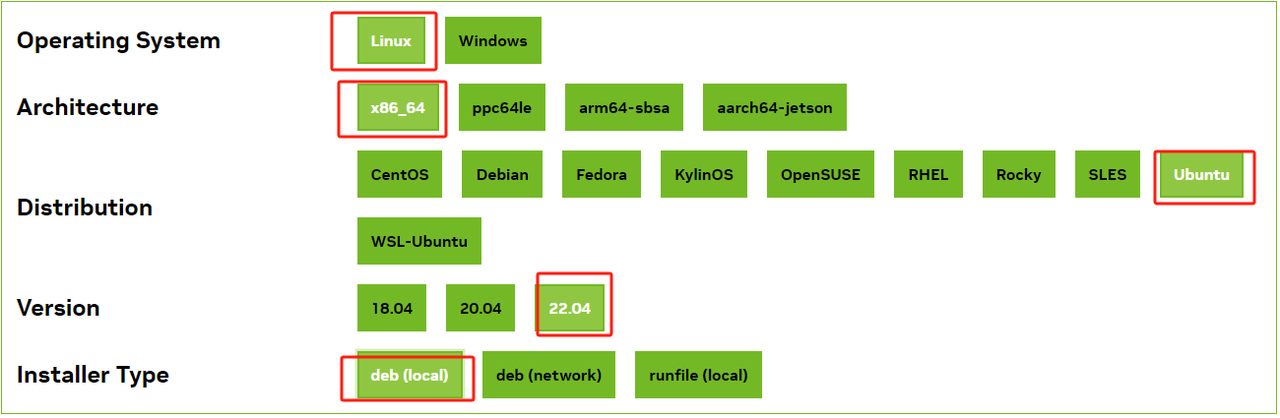 Operating System Linux Windows
Architecture x86_64 ppc64le arm64-sbsa aarch64-jetson
Distribution CentOS Debian Fedora KylinOS OpenSUSE RHEL Rocky SLES Ubuntu
WSL-Ubuntu
Version 18.04 20.04 22.04
Installer Type deb (local) deb (network) runfile (local)